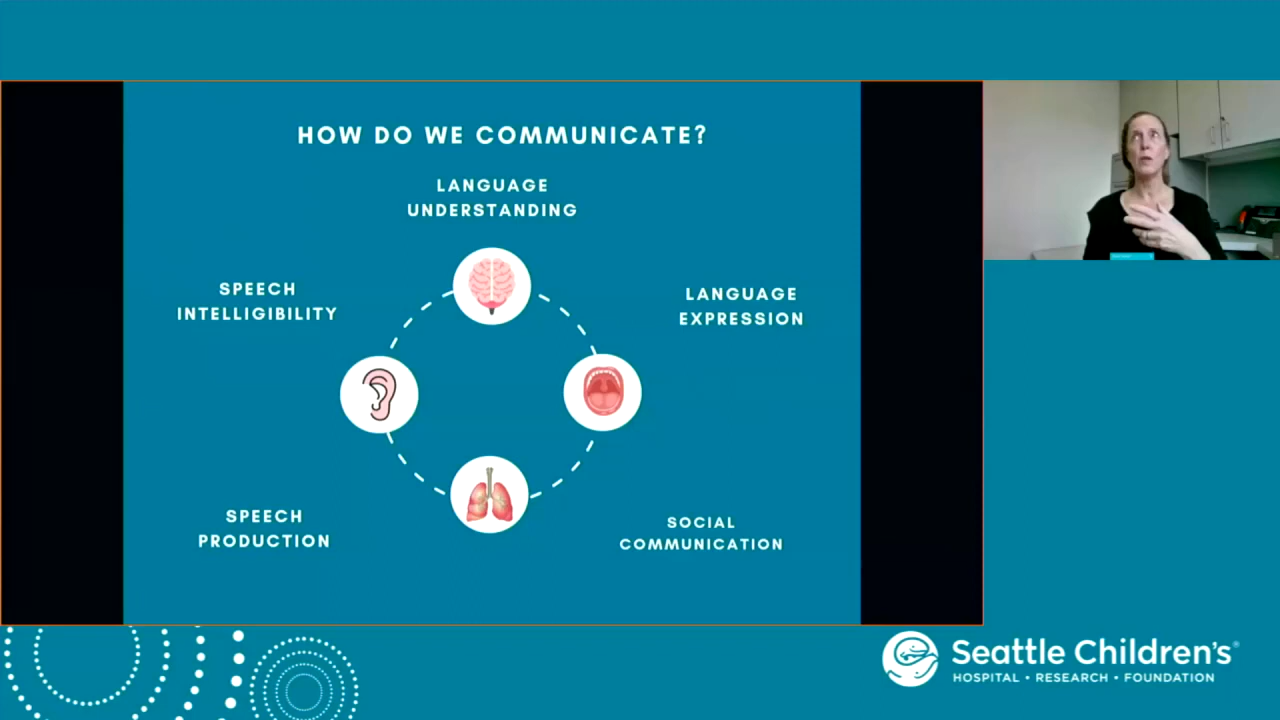 HOW DO WE COMMUNICATE?
LANGUAGE
UNDERSTANDING
SPEECH
INTELLIGIBILITY
LANGUAGE
EXPRESSION
SPEECH
PRODUCTION
SOCIAL
COMMUNICATION
Seattle Children's®
HOSPITAL • RESEARCH • FOUNDATION